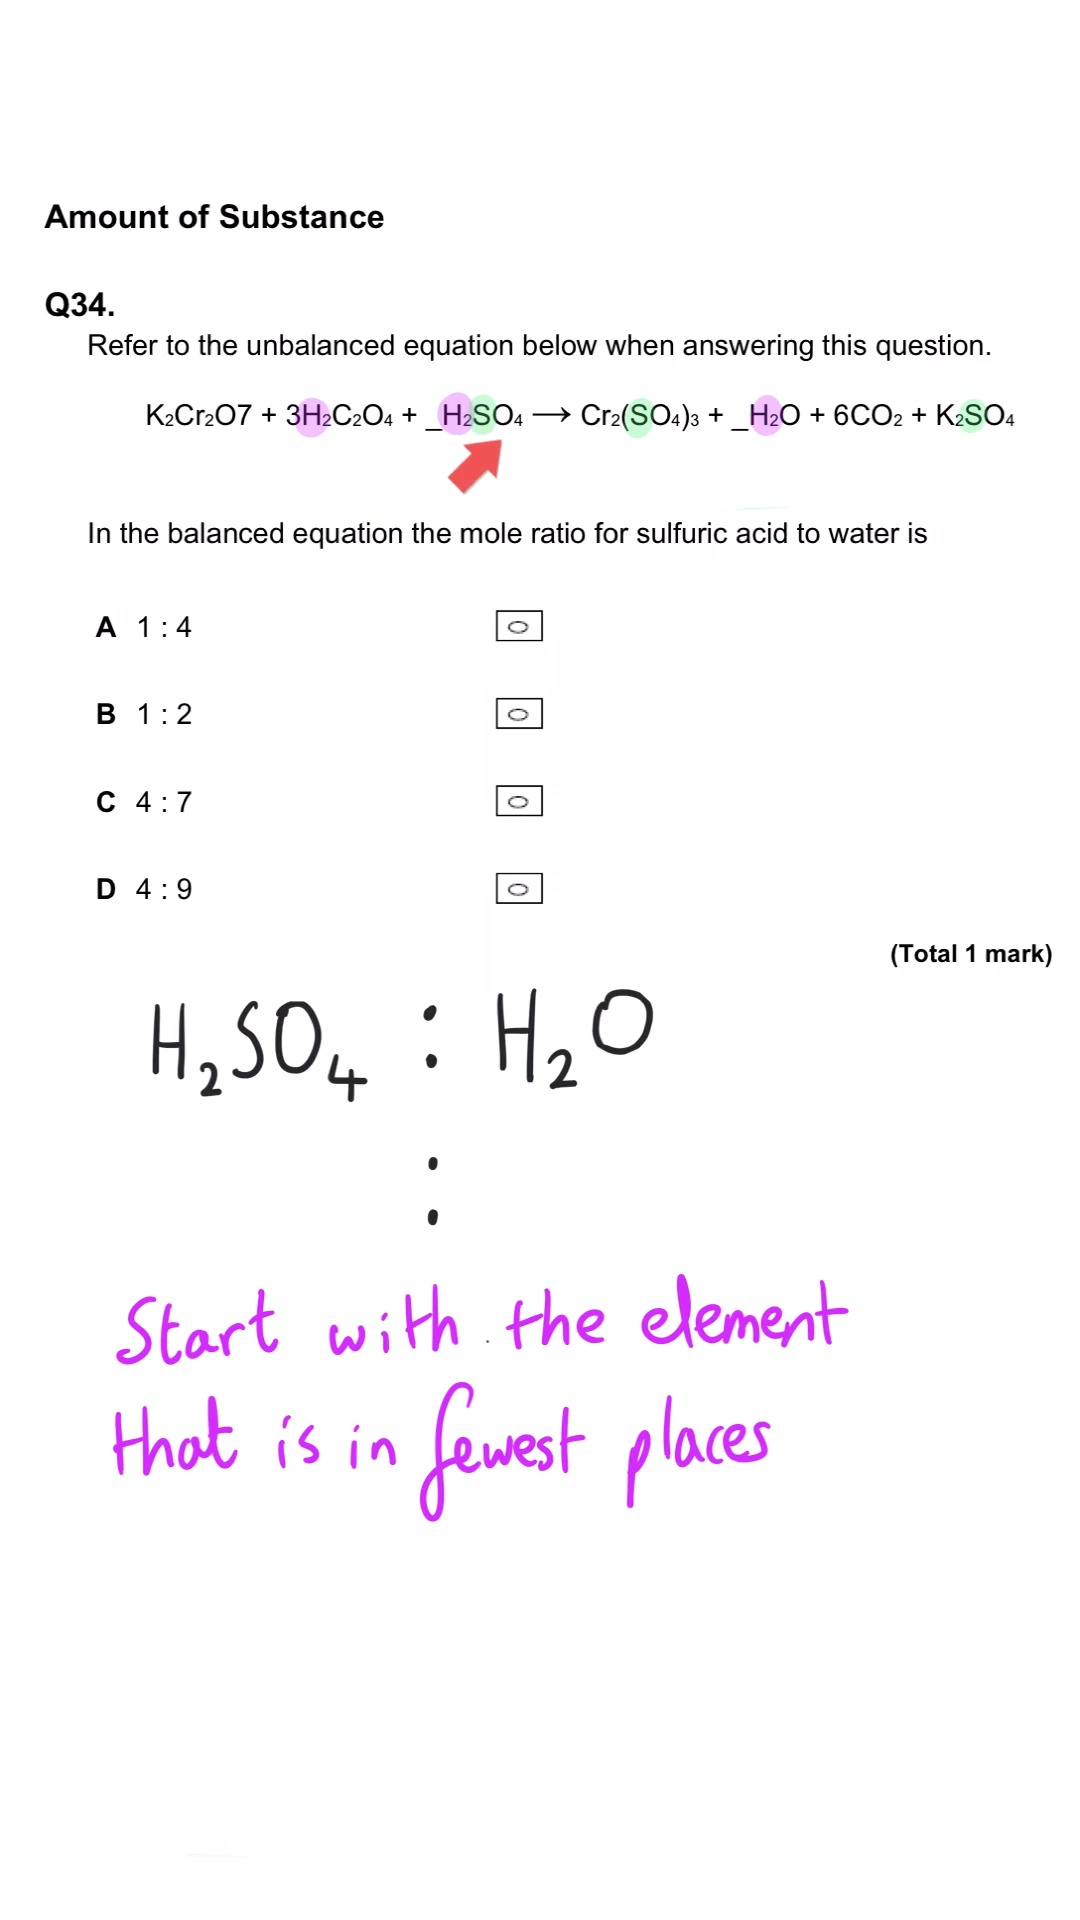 Amount of Substance
Q34.
Refer to the unbalanced equation below when answering this question.
K₂Cr₂O7 + 3H₂C₂O₄ + _H₂SO₄ ⟶ Cr₂(SO₄)₃ + _H₂O + 6CO₂ + K₂SO₄
In the balanced equation the mole ratio for sulfuric acid to water is
A 1 : 4
B 1 : 2
C 4 : 7
D 4 : 9
(Total 1 mark)
H₂SO₄ : H₂O
:
Start with the element
that is in fewest places